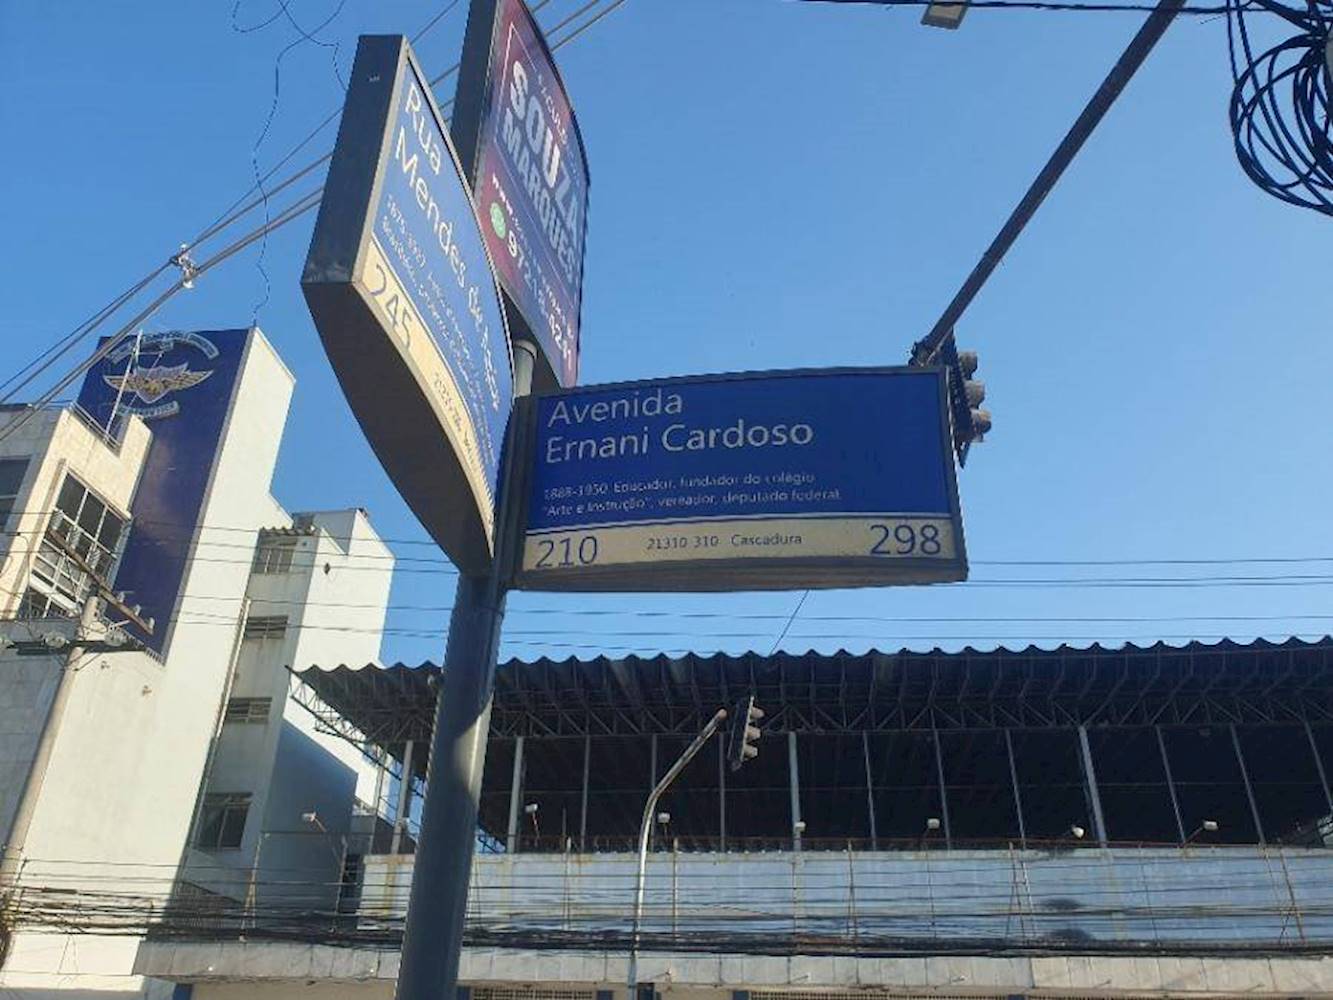 Rua
Mendes de
245
SOUZA
MARQUES
Avenida
Ernani Cardoso
1888-1950 Educador, fundador do colégio
"Arte e Instrução", vereador, deputado federal
210 21310 310 Cascadura 298